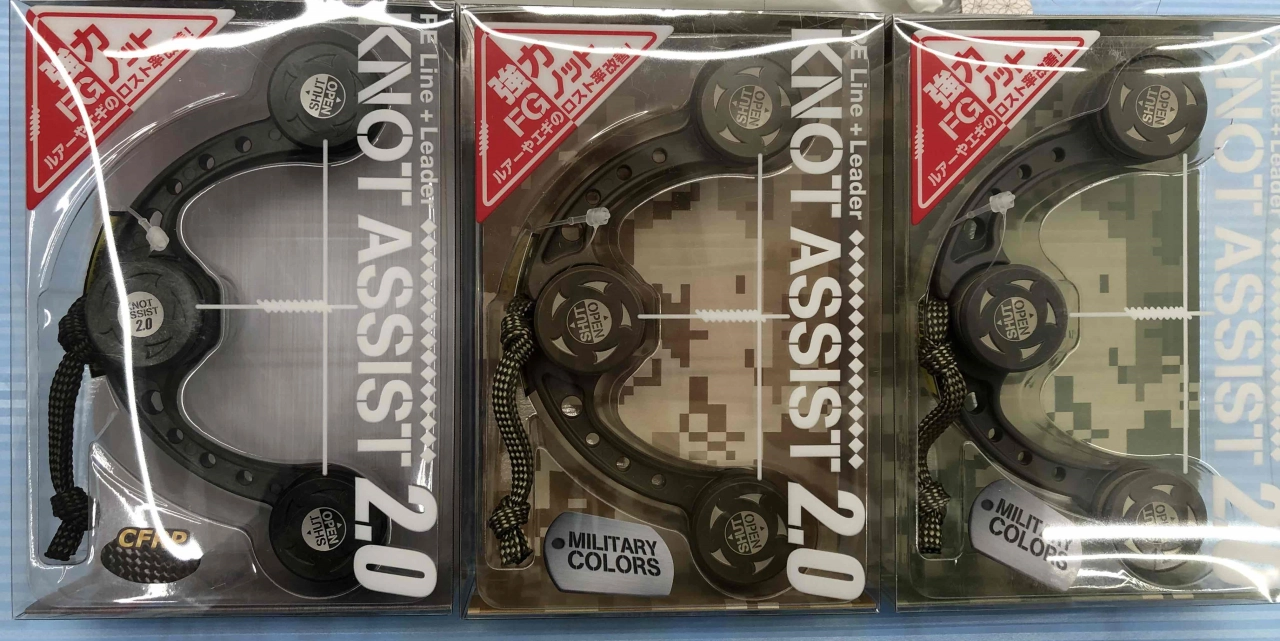 強力
FGノット
ルアーやエギのロスト率改善!
PE Line + Leader
KNOT ASSIST 2.0
SHUT
OPEN
KNOT
ASSIST
2.0
SHUT
OPEN
CFRP
強力
FGノット
ルアーやエギのロスト率改善!
PE Line + Leader
KNOT ASSIST 2.0
SHUT
OPEN
SHUT
OPEN
SHUT
OPEN
MILITARY
COLORS
強力
FGノット
ルアーやエギのロスト率改善!
Line + Leader
KNOT ASSIST 2.0
SHUT
OPEN
SHUT
OPEN
SHUT
OPEN
MILITARY
COLORS